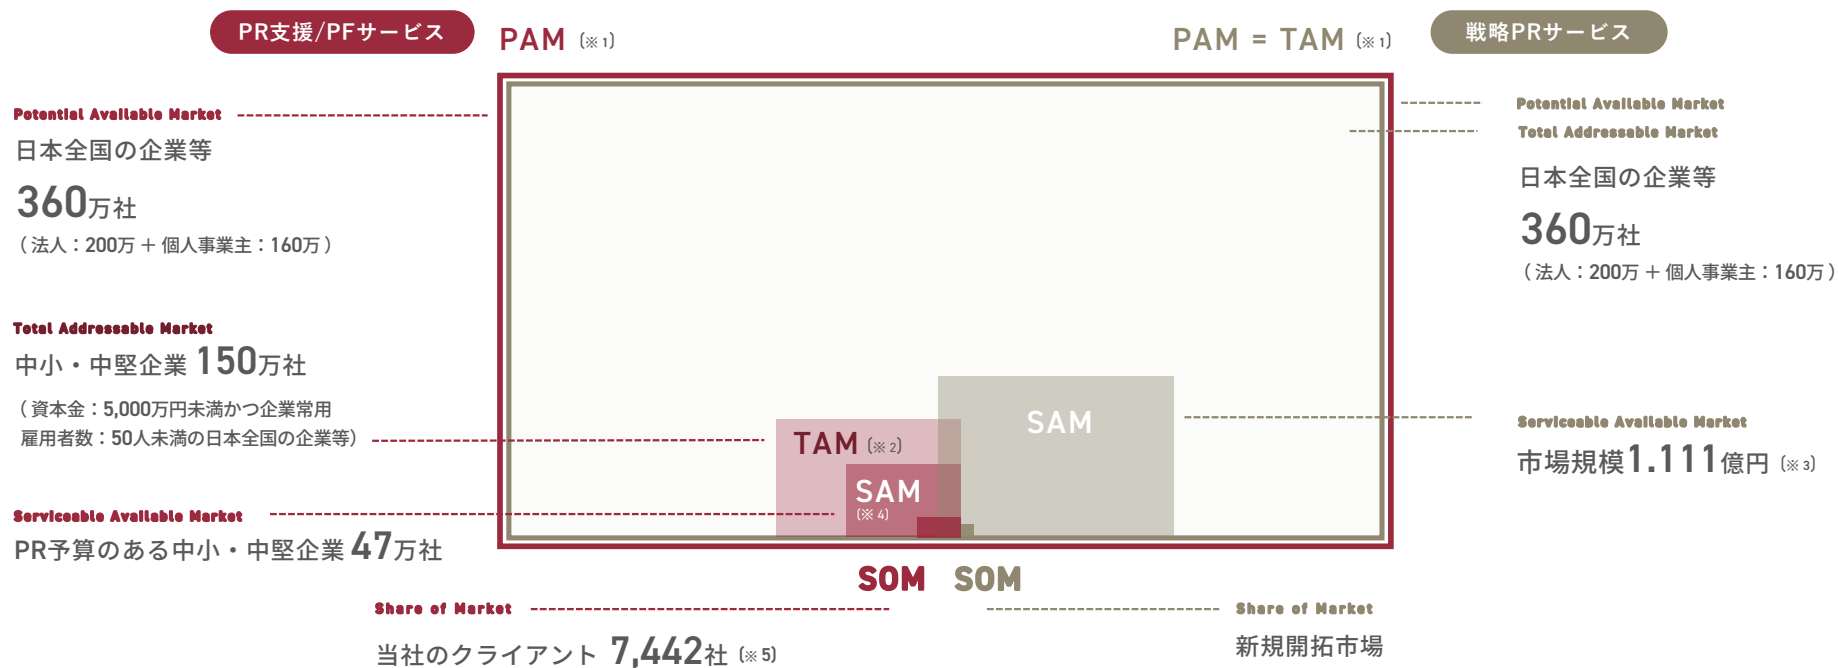 PR支援/PFサービス
PAM (※1)
PAM = TAM (※1)
戦略PRサービス
Potential Available Market
日本全国の企業等
360万社
（法人：200万 ＋ 個人事業主：160万）
Total Addressable Market
中小・中堅企業 150万社
（資本金：5,000万円未満かつ企業常用
雇用者数：50人未満の日本全国の企業等）
Serviceable Available Market
PR予算のある中小・中堅企業 47万社
TAM (※2)
SAM
(※4)
SAM
Potential Available Market
Total Addressable Market
日本全国の企業等
360万社
（法人：200万 ＋ 個人事業主：160万）
Serviceable Available Market
市場規模1.111億円 (※3)
SOM
SOM
Share of Market
当社のクライアント 7,442社 (※5)
Share of Market
新規開拓市場